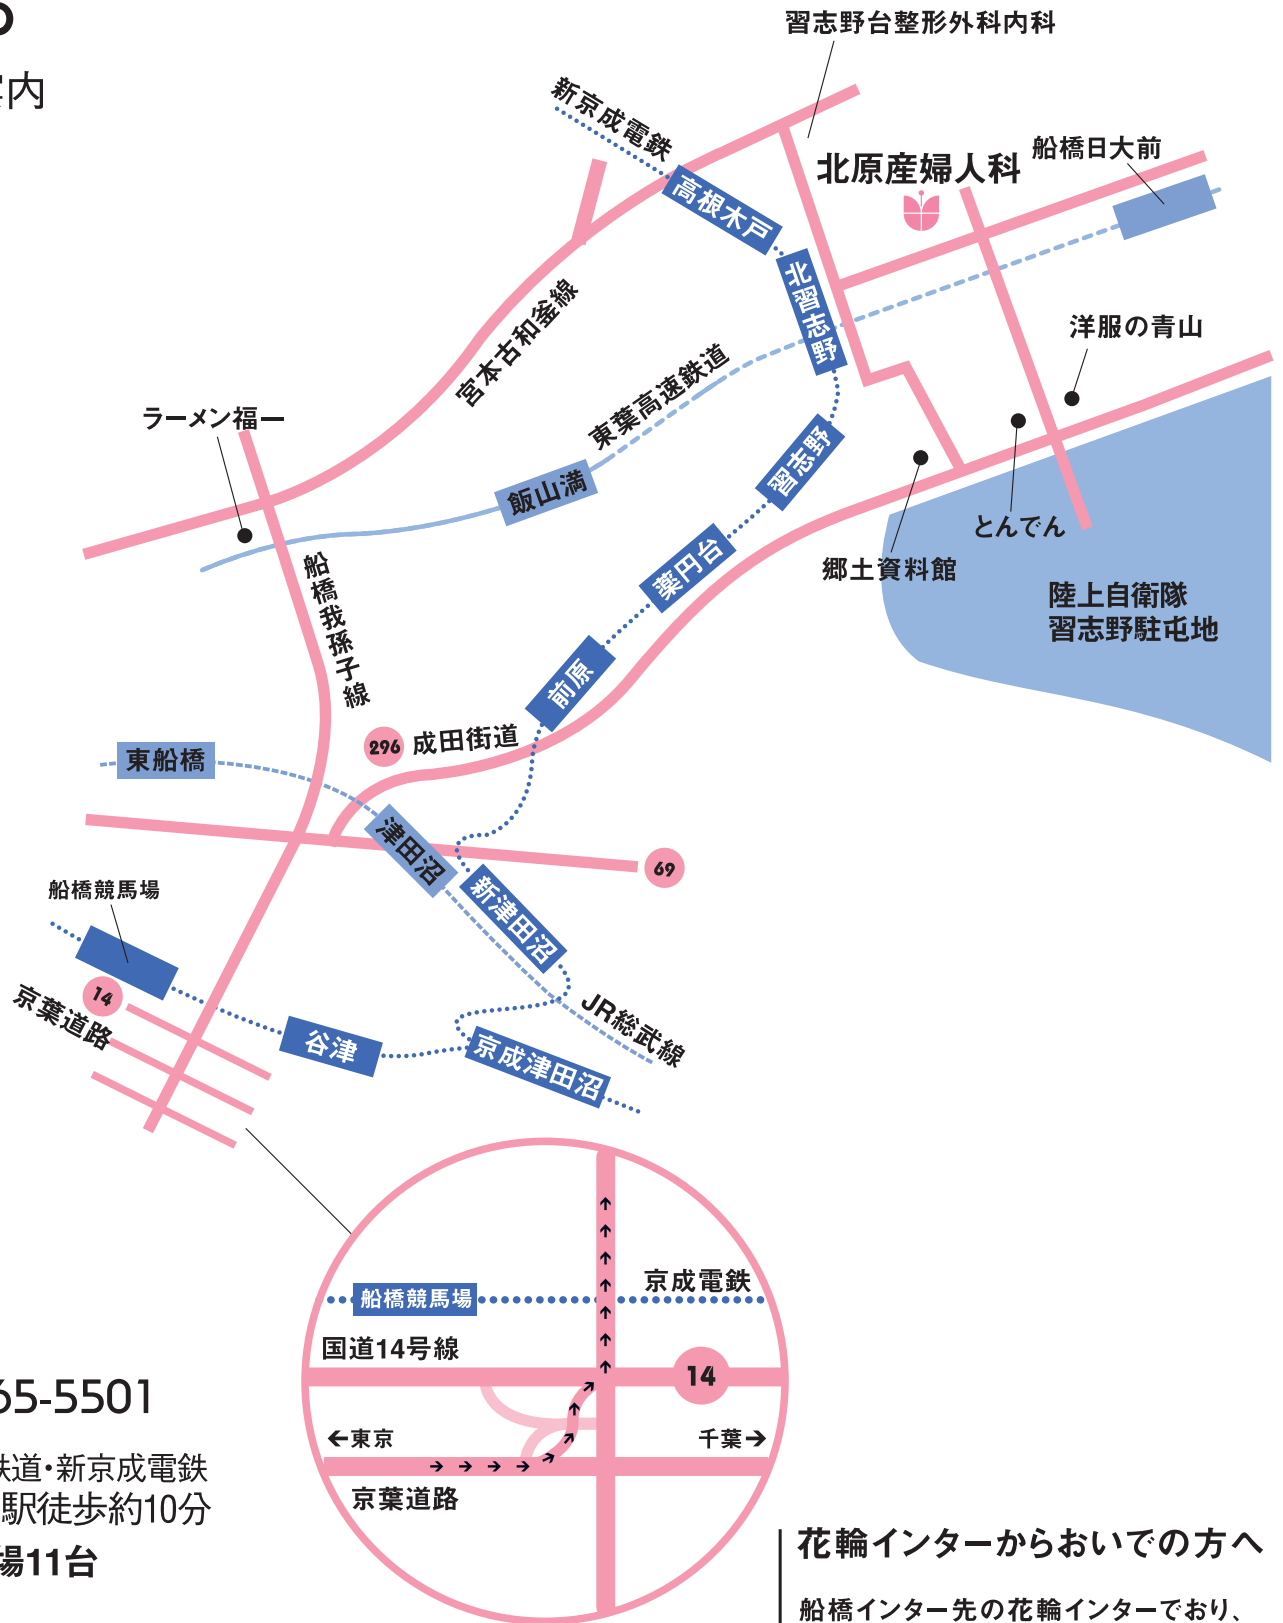 案内
習志野台整形外科内科
新京成電鉄
高根木戸
北原産婦人科
船橋日大前
北習志野
宮本古和釜線
東葉高速鉄道
洋服の青山
ラーメン福一
飯山満
習志野
とんでん
薬円台
郷土資料館
陸上自衛隊
習志野駐屯地
船橋我孫子線
前原
296
成田街道
東船橋
津田沼
69
新津田沼
船橋競馬場
14
京葉道路
JR総武線
谷津
京成津田沼
京成電鉄
船橋競馬場
国道14号線
14
←東京
千葉→
京葉道路
65-5501
鉄道・新京成電鉄
駅徒歩約10分
場11台
花輪インターからおいでの方へ
船橋インター先の花輪インターでおり、